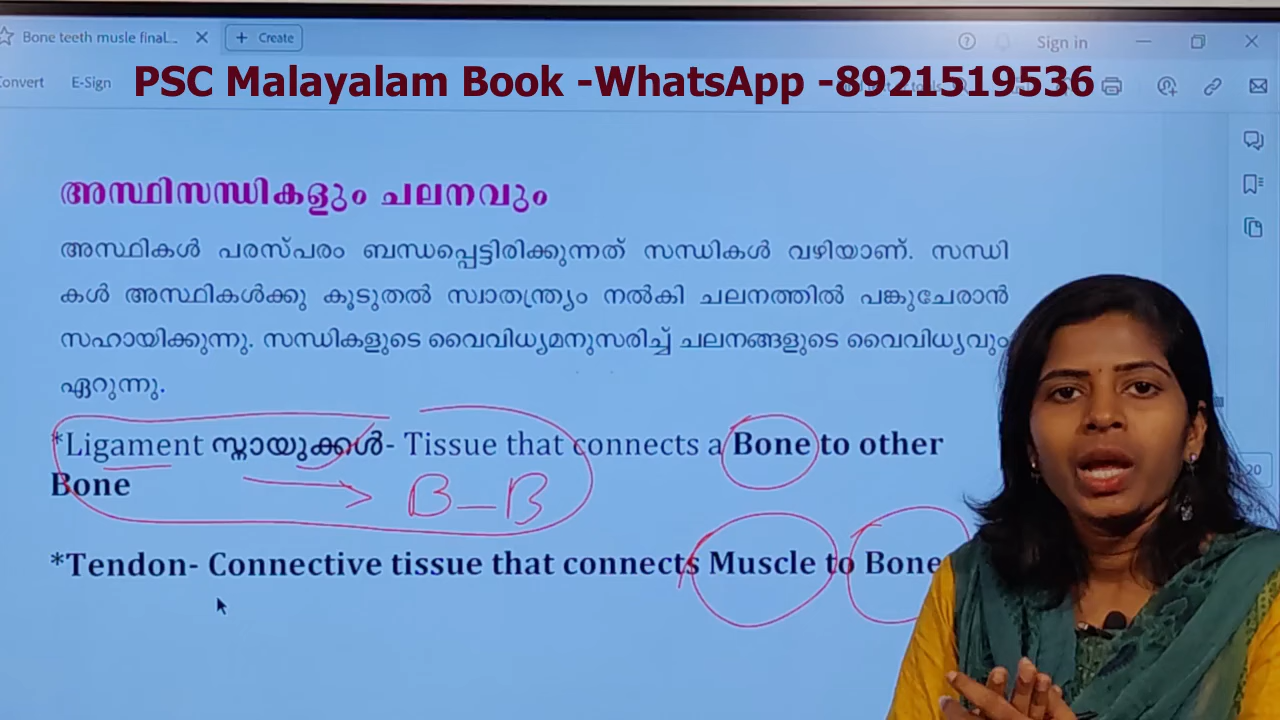 Bone teeth musle final...
+ Create
Sign in
Convert
E-Sign
PSC Malayalam Book -WhatsApp -8921519536
അസ്ഥിസന്ധികളും ചലനവും
അസ്ഥികൾ പരസ്പരം ബന്ധപ്പെട്ടിരിക്കുന്നത് സന്ധികൾ വഴിയാണ്. സന്ധി
കൾ അസ്ഥികൾക്കു കൂടുതൽ സ്വാതന്ത്ര്യം നൽകി ചലനത്തിൽ പങ്കുചേരാൻ
സഹായിക്കുന്നു. സന്ധികളുടെ വൈവിധ്യമനുസരിച്ച് ചലനങ്ങളുടെ വൈവിധ്യവും
ഏറുന്നു.
*Ligament സ്നായുക്കൾ- Tissue that connects a Bone to other
Bone
B-B
*Tendon- Connective tissue that connects Muscle to Bone
20